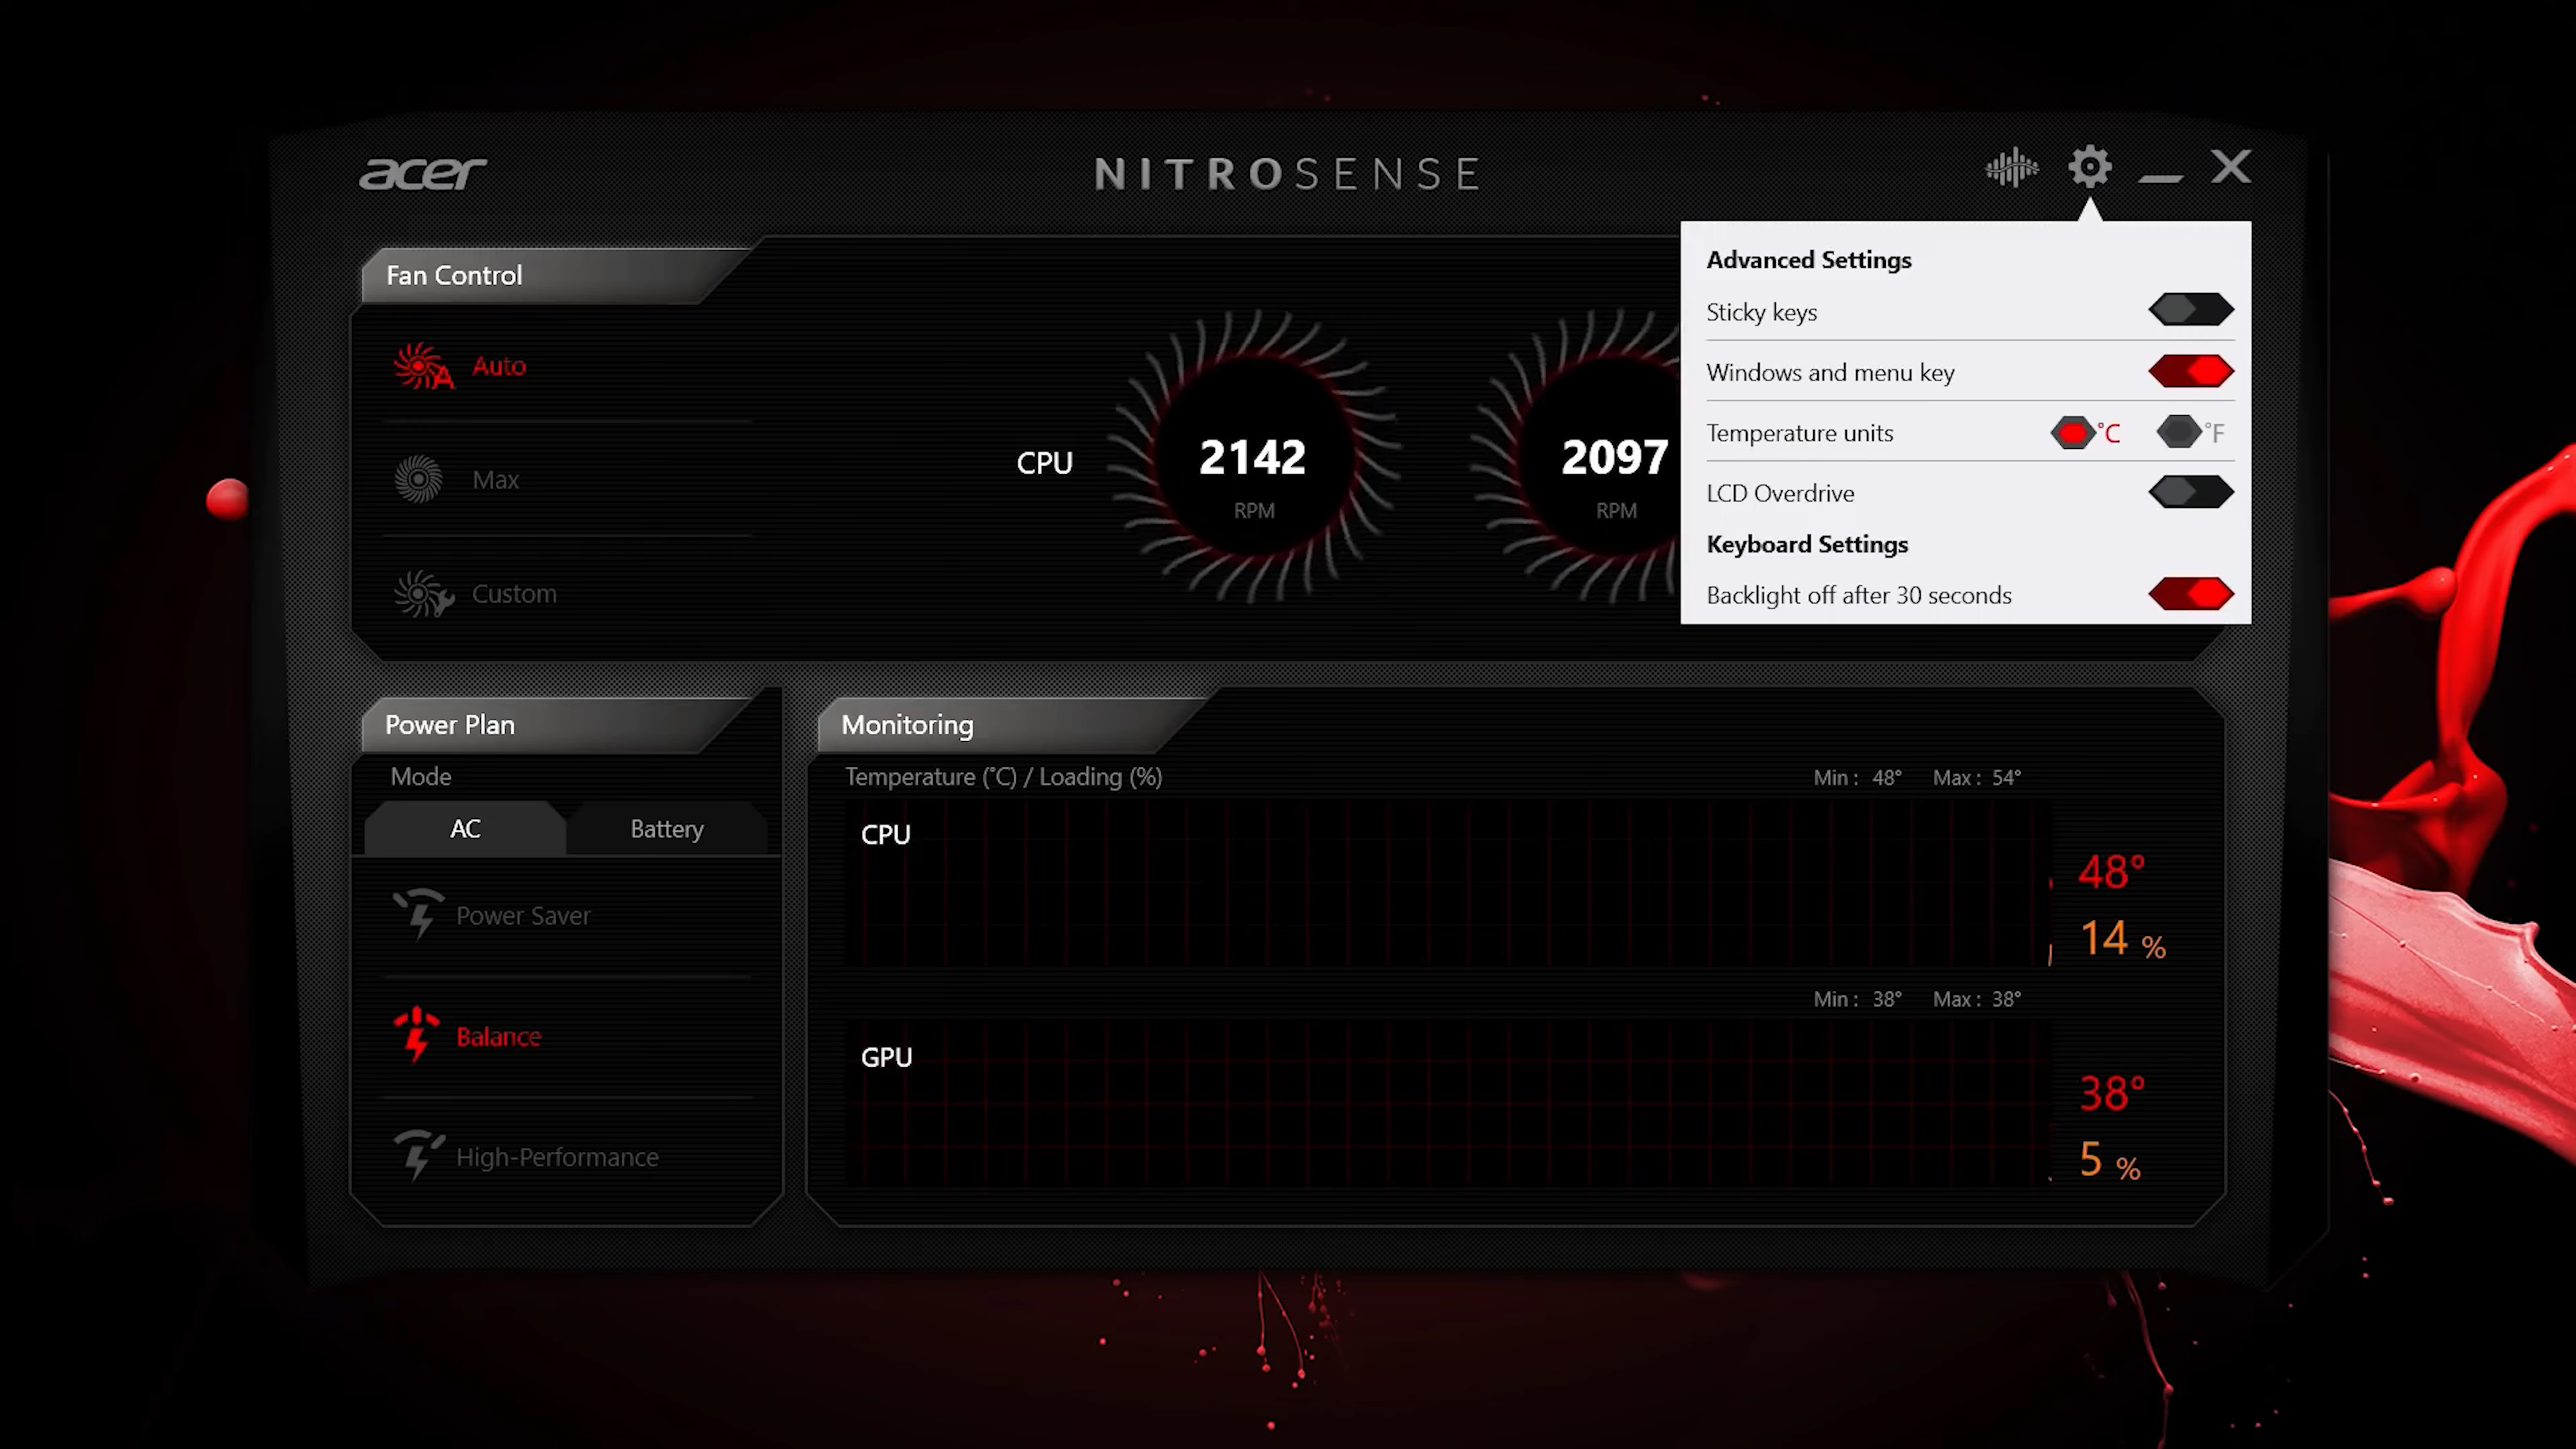 acer
NITROSENSE
Fan Control
Auto
Max
Custom
CPU
2142
RPM
2097
RPM
Advanced Settings
Sticky keys
Windows and menu key
Temperature units °C °F
LCD Overdrive
Keyboard Settings
Backlight off after 30 seconds
Power Plan
Mode
AC Battery
Power Saver
Balance
High-Performance
Monitoring
Temperature (°C) / Loading (%) Min : 48° Max : 54°
CPU
48°
14 %
Min : 38° Max : 38°
GPU
38°
5 %